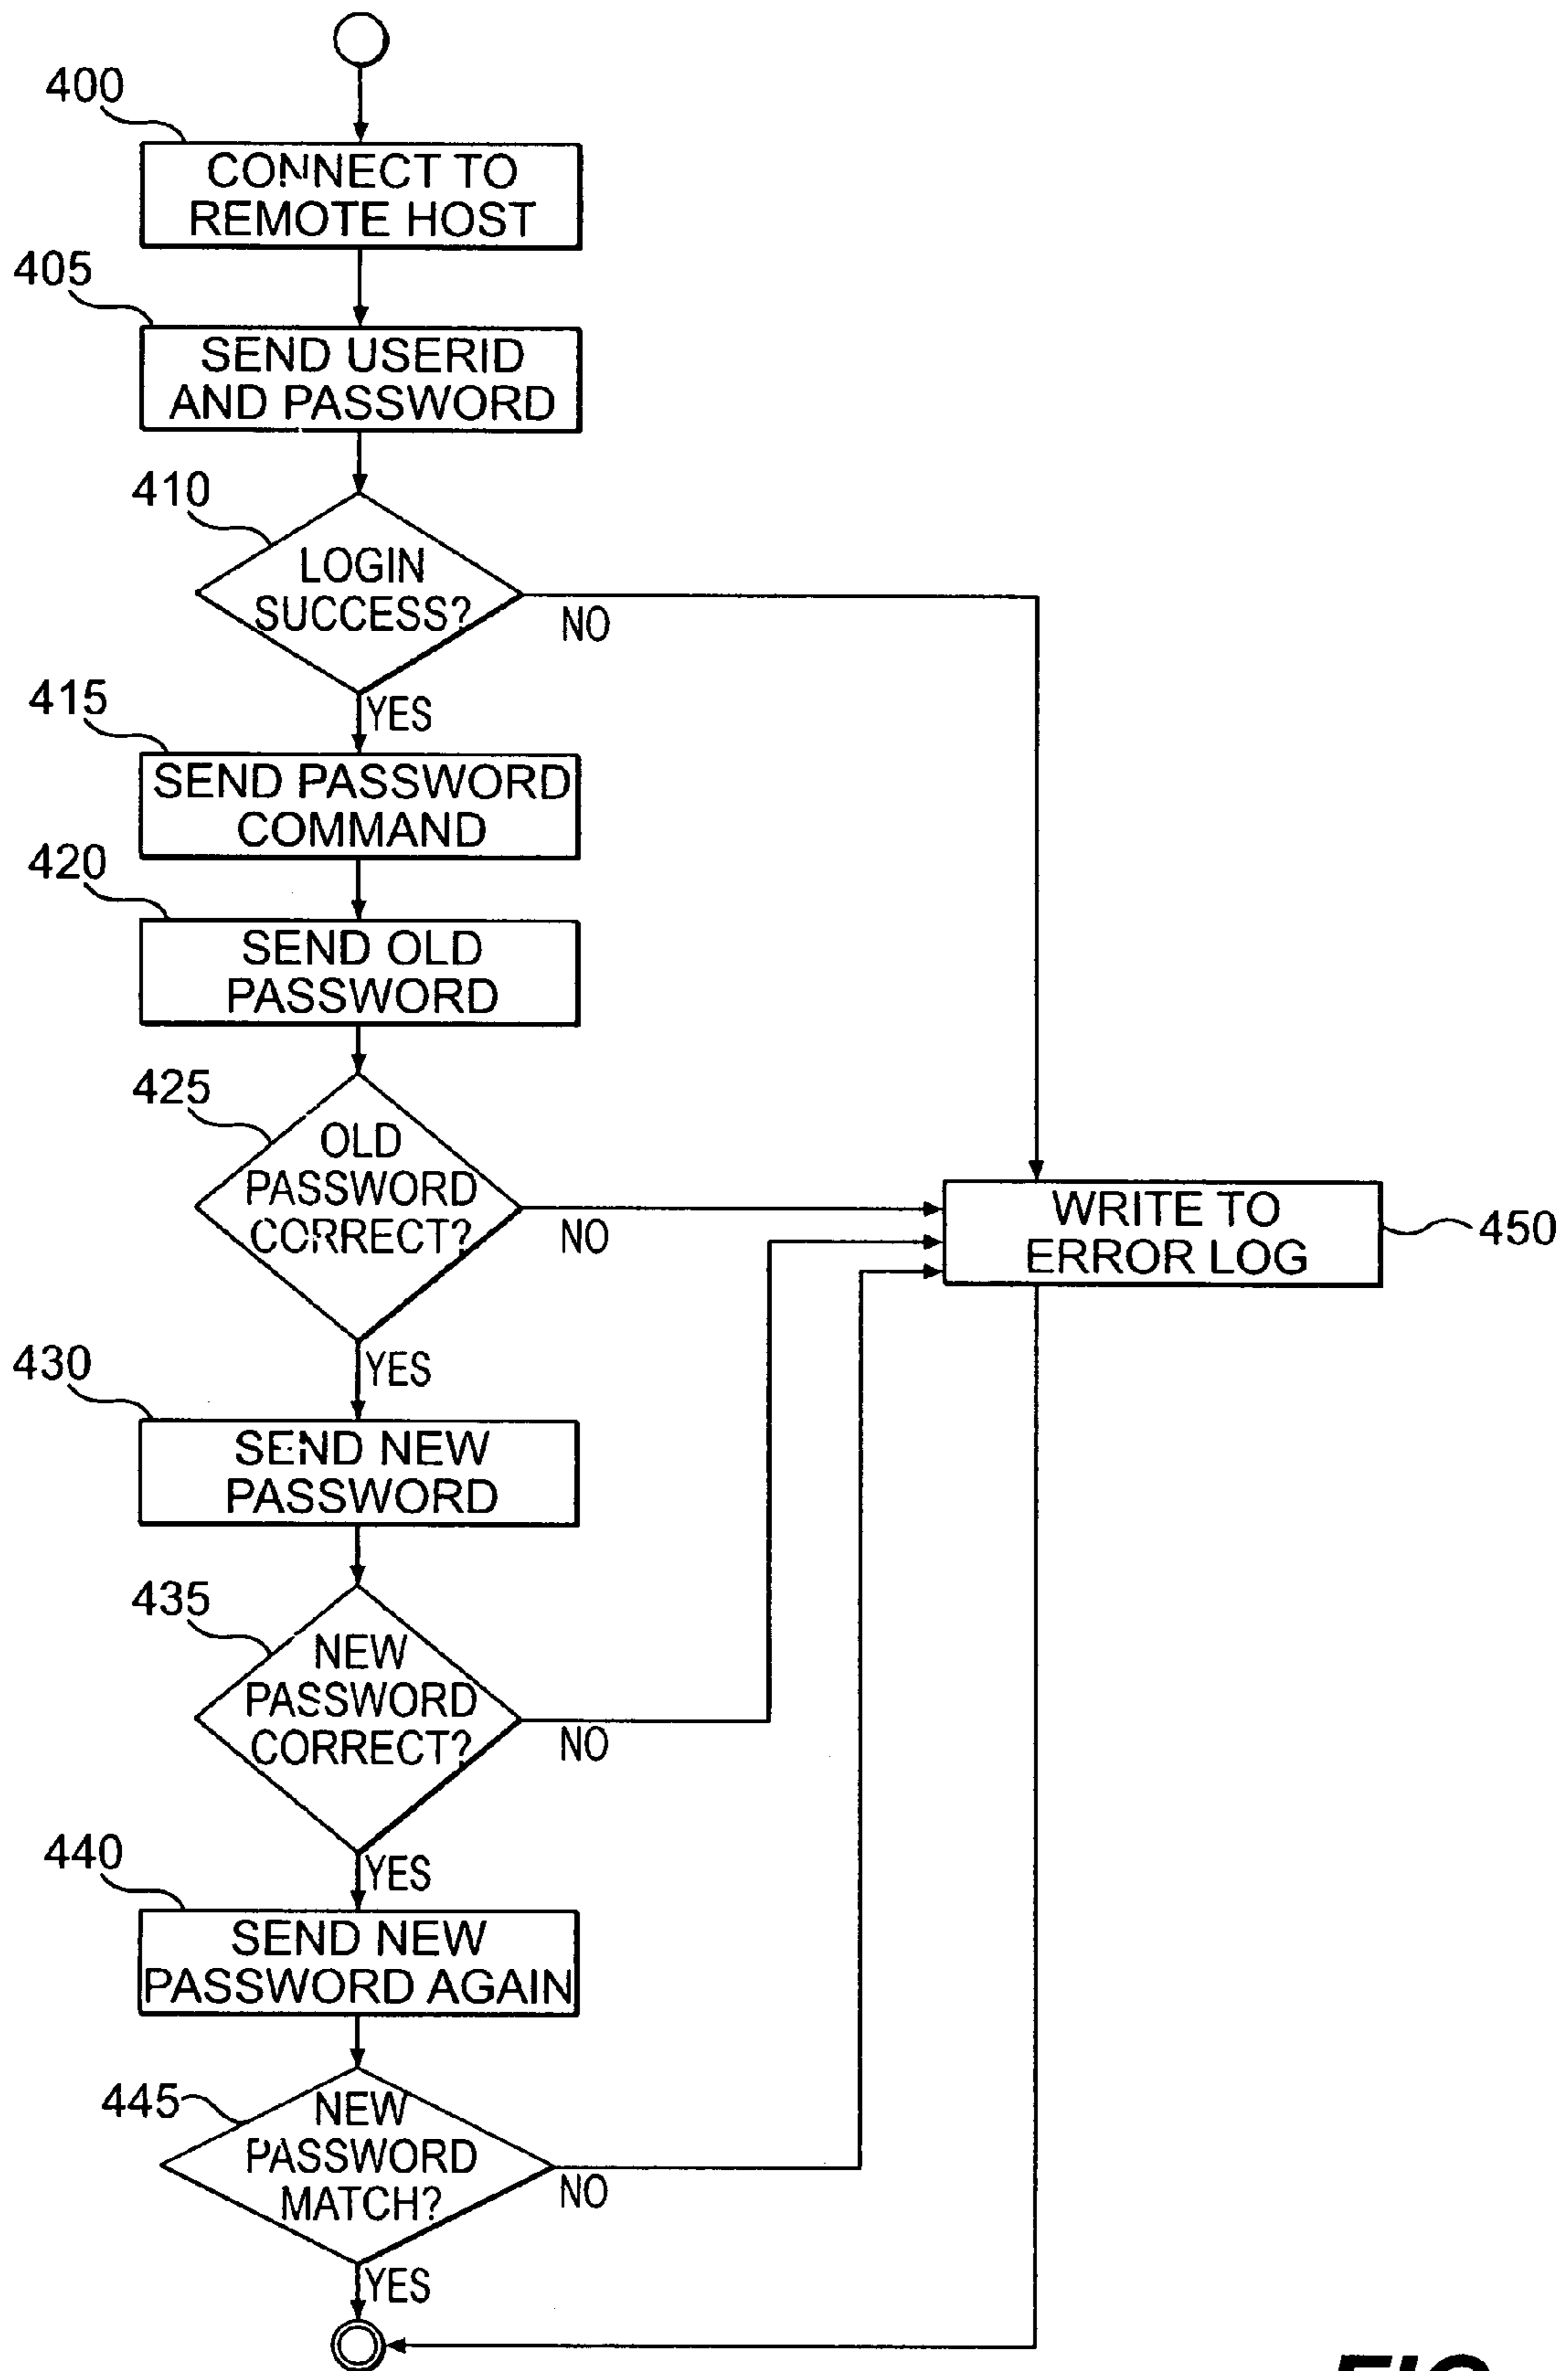 400
CONNECT TO
REMOTE HOST
405
SEND USERID
AND PASSWORD
410
LOGIN
SUCCESS?
NO
YES
415
SEND PASSWORD
COMMAND
420
SEND OLD
PASSWORD
425
OLD
PASSWORD
CORRECT?
NO
WRITE TO
ERROR LOG
450
YES
430
SEND NEW
PASSWORD
435
NEW
PASSWORD
CORRECT?
NO
YES
440
SEND NEW
PASSWORD AGAIN
445
NEW
PASSWORD
MATCH?
NO
YES